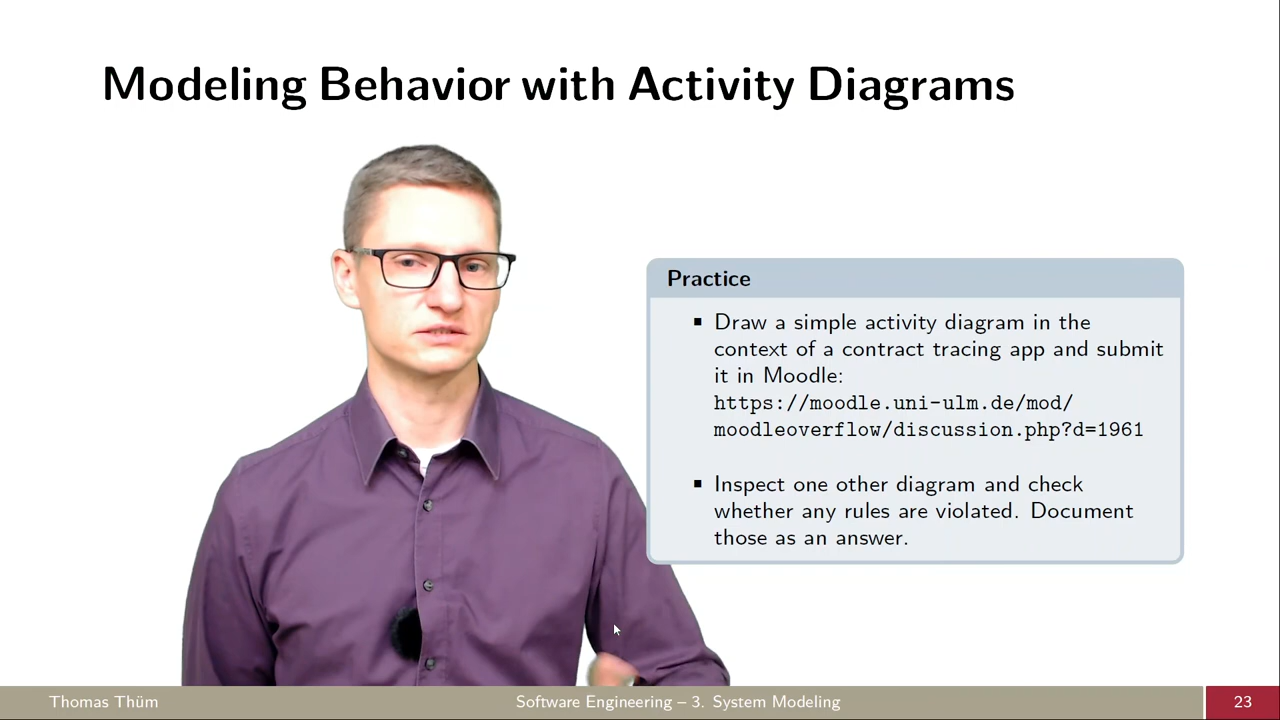 Modeling Behavior with Activity Diagrams
Practice
▪ Draw a simple activity diagram in the
context of a contract tracing app and submit
it in Moodle:
https://moodle.uni-ulm.de/mod/
moodleoverflow/discussion.php?d=1961
▪ Inspect one other diagram and check
whether any rules are violated. Document
those as an answer.
Thomas Thüm
Software Engineering – 3. System Modeling
23